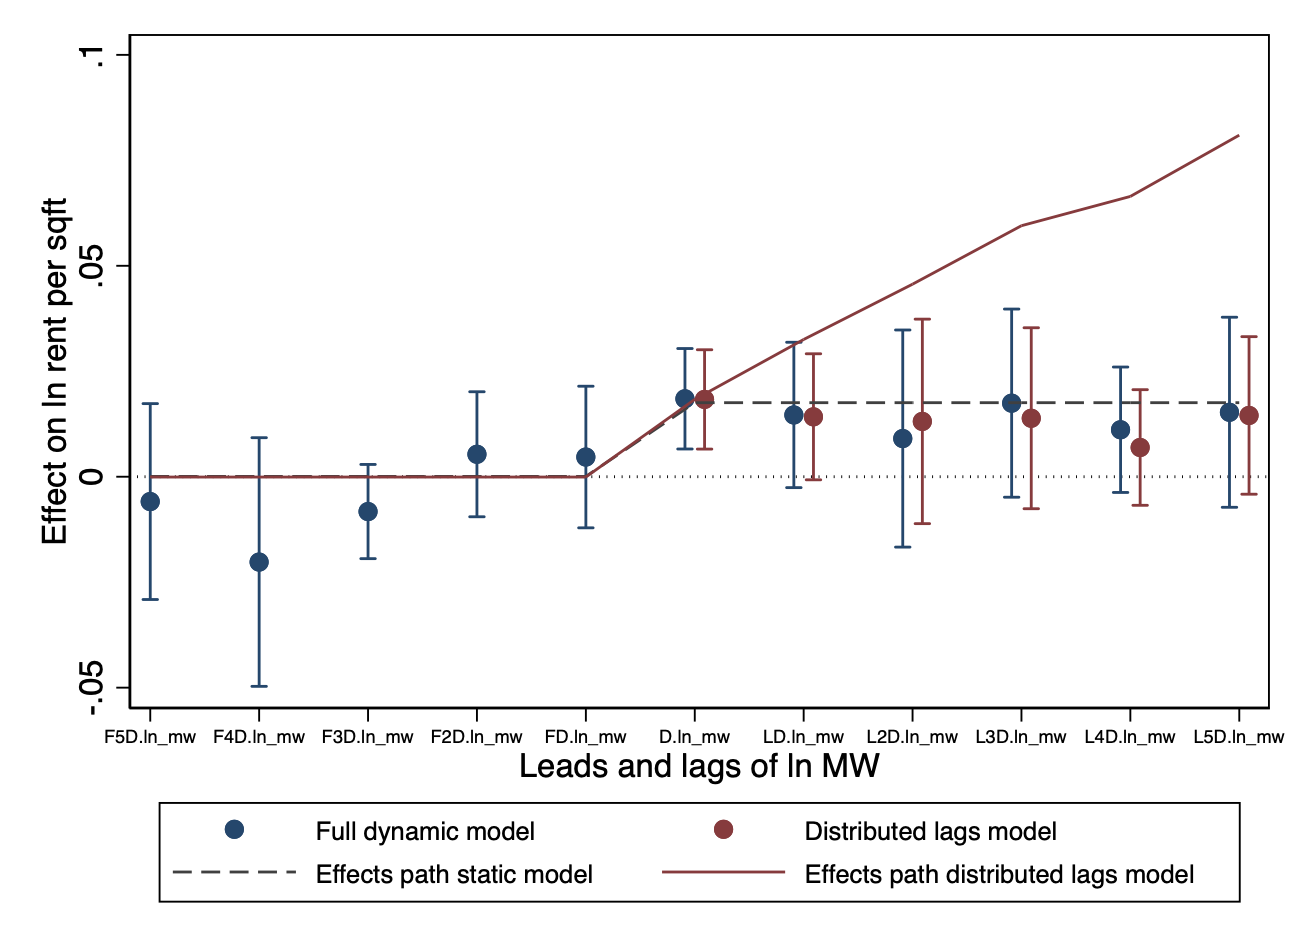 .1
.05
0
-.05
Effect on ln rent per sqft
F5D.ln_mw F4D.ln_mw F3D.ln_mw F2D.ln_mw FD.ln_mw D.ln_mw LD.ln_mw L2D.ln_mw L3D.ln_mw L4D.ln_mw L5D.ln_mw
Leads and lags of ln MW
Full dynamic model Distributed lags model
Effects path static model Effects path distributed lags model